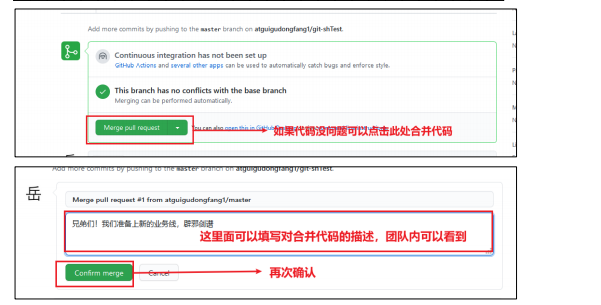 Add more commits by pushing to the master branch on atguigudongfang1/git-shTest.
Continuous integration has not been set up
GitHub Actions and several other apps can be used to automatically catch bugs and enforce style.
This branch has no conflicts with the base branch
Merging can be performed automatically.
Merge pull request
You can also open this in GitHub
如果代码没问题可以点击此处合并代码
Add more commits by pushing to the master branch on atguigudongfang1/git-shTest.
岳
Merge pull request #1 from atguigudongfang1/master
兄弟们！我们准备上新的业务线，辟邪剑谱
这里面可以填写对合并代码的描述，团队内可以看到
Confirm merge
Cancel
再次确认